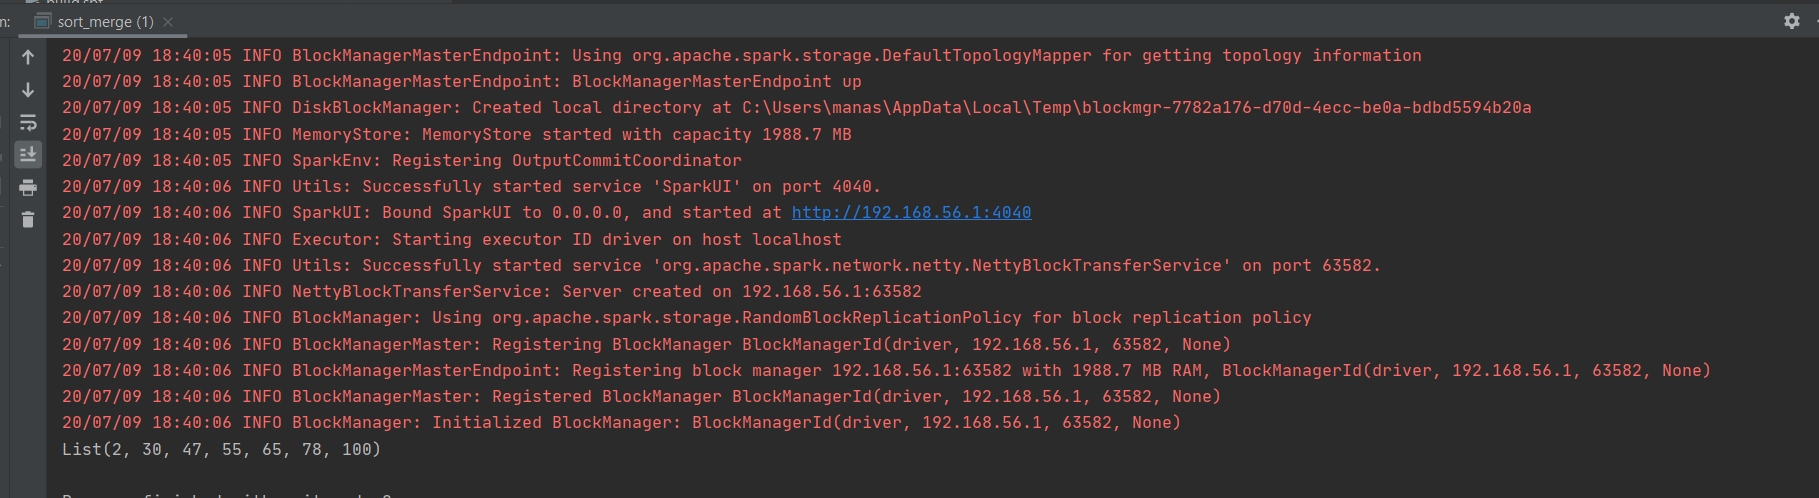 build.sbt
n:
sort_merge (1)
20/07/09 18:40:05 INFO BlockManagerMasterEndpoint: Using org.apache.spark.storage.DefaultTopologyMapper for getting topology information
20/07/09 18:40:05 INFO BlockManagerMasterEndpoint: BlockManagerMasterEndpoint up
20/07/09 18:40:05 INFO DiskBlockManager: Created local directory at C:\Users\manas\AppData\Local\Temp\blockmgr-7782a176-d70d-4ecc-be0a-bdbd5594b20a
20/07/09 18:40:05 INFO MemoryStore: MemoryStore started with capacity 1988.7 MB
20/07/09 18:40:05 INFO SparkEnv: Registering OutputCommitCoordinator
20/07/09 18:40:06 INFO Utils: Successfully started service 'SparkUI' on port 4040.
20/07/09 18:40:06 INFO SparkUI: Bound SparkUI to 0.0.0.0, and started at http://192.168.56.1:4040
20/07/09 18:40:06 INFO Executor: Starting executor ID driver on host localhost
20/07/09 18:40:06 INFO Utils: Successfully started service 'org.apache.spark.network.netty.NettyBlockTransferService' on port 63582.
20/07/09 18:40:06 INFO NettyBlockTransferService: Server created on 192.168.56.1:63582
20/07/09 18:40:06 INFO BlockManager: Using org.apache.spark.storage.RandomBlockReplicationPolicy for block replication policy
20/07/09 18:40:06 INFO BlockManagerMaster: Registering BlockManager BlockManagerId(driver, 192.168.56.1, 63582, None)
20/07/09 18:40:06 INFO BlockManagerMasterEndpoint: Registering block manager 192.168.56.1:63582 with 1988.7 MB RAM, BlockManagerId(driver, 192.168.56.1, 63582, None)
20/07/09 18:40:06 INFO BlockManagerMaster: Registered BlockManager BlockManagerId(driver, 192.168.56.1, 63582, None)
20/07/09 18:40:06 INFO BlockManager: Initialized BlockManager: BlockManagerId(driver, 192.168.56.1, 63582, None)
List(2, 30, 47, 55, 65, 78, 100)